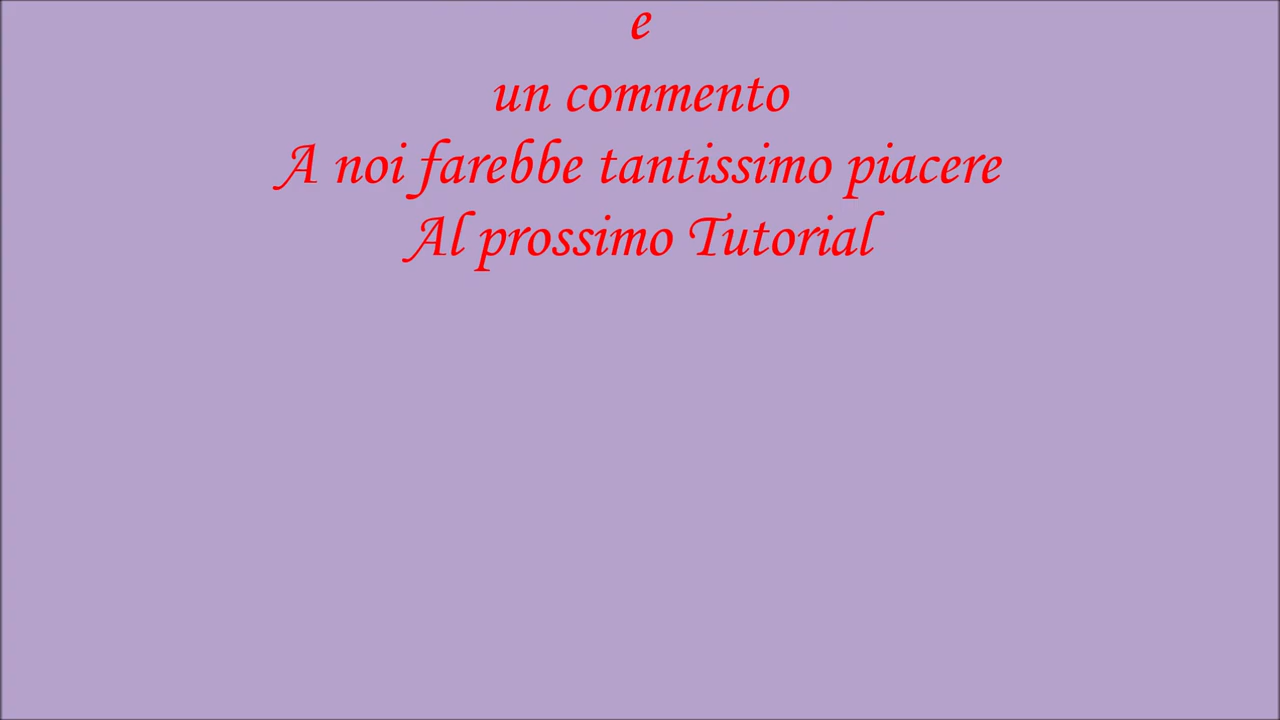 e
un commento
A noi farebbe tantissimo piacere
Al prossimo Tutorial